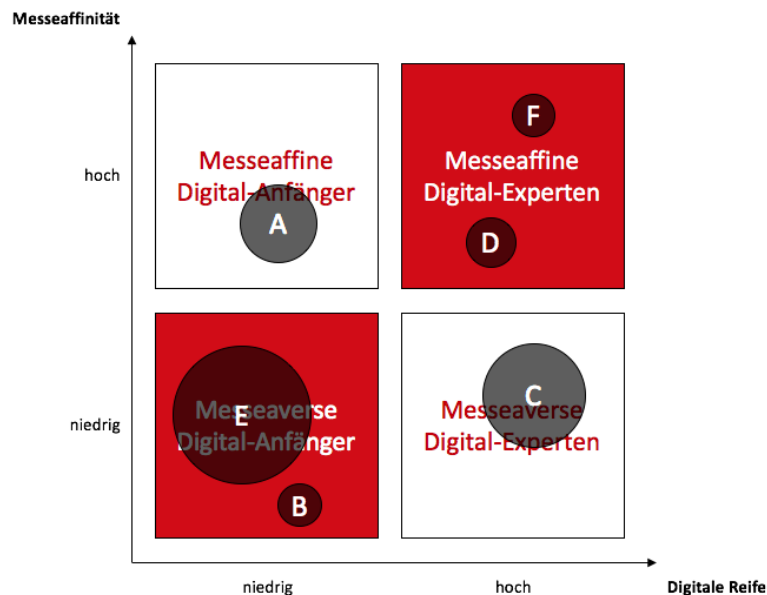 Messeaffinität
hoch
niedrig
Messeaffine
Digital-Anfänger
A
Messeaffine
Digital-Experten
F
D
Messeaverse
Digital-Anfänger
E
B
Messeaverse
Digital-Experten
C
niedrig
hoch
Digitale Reife